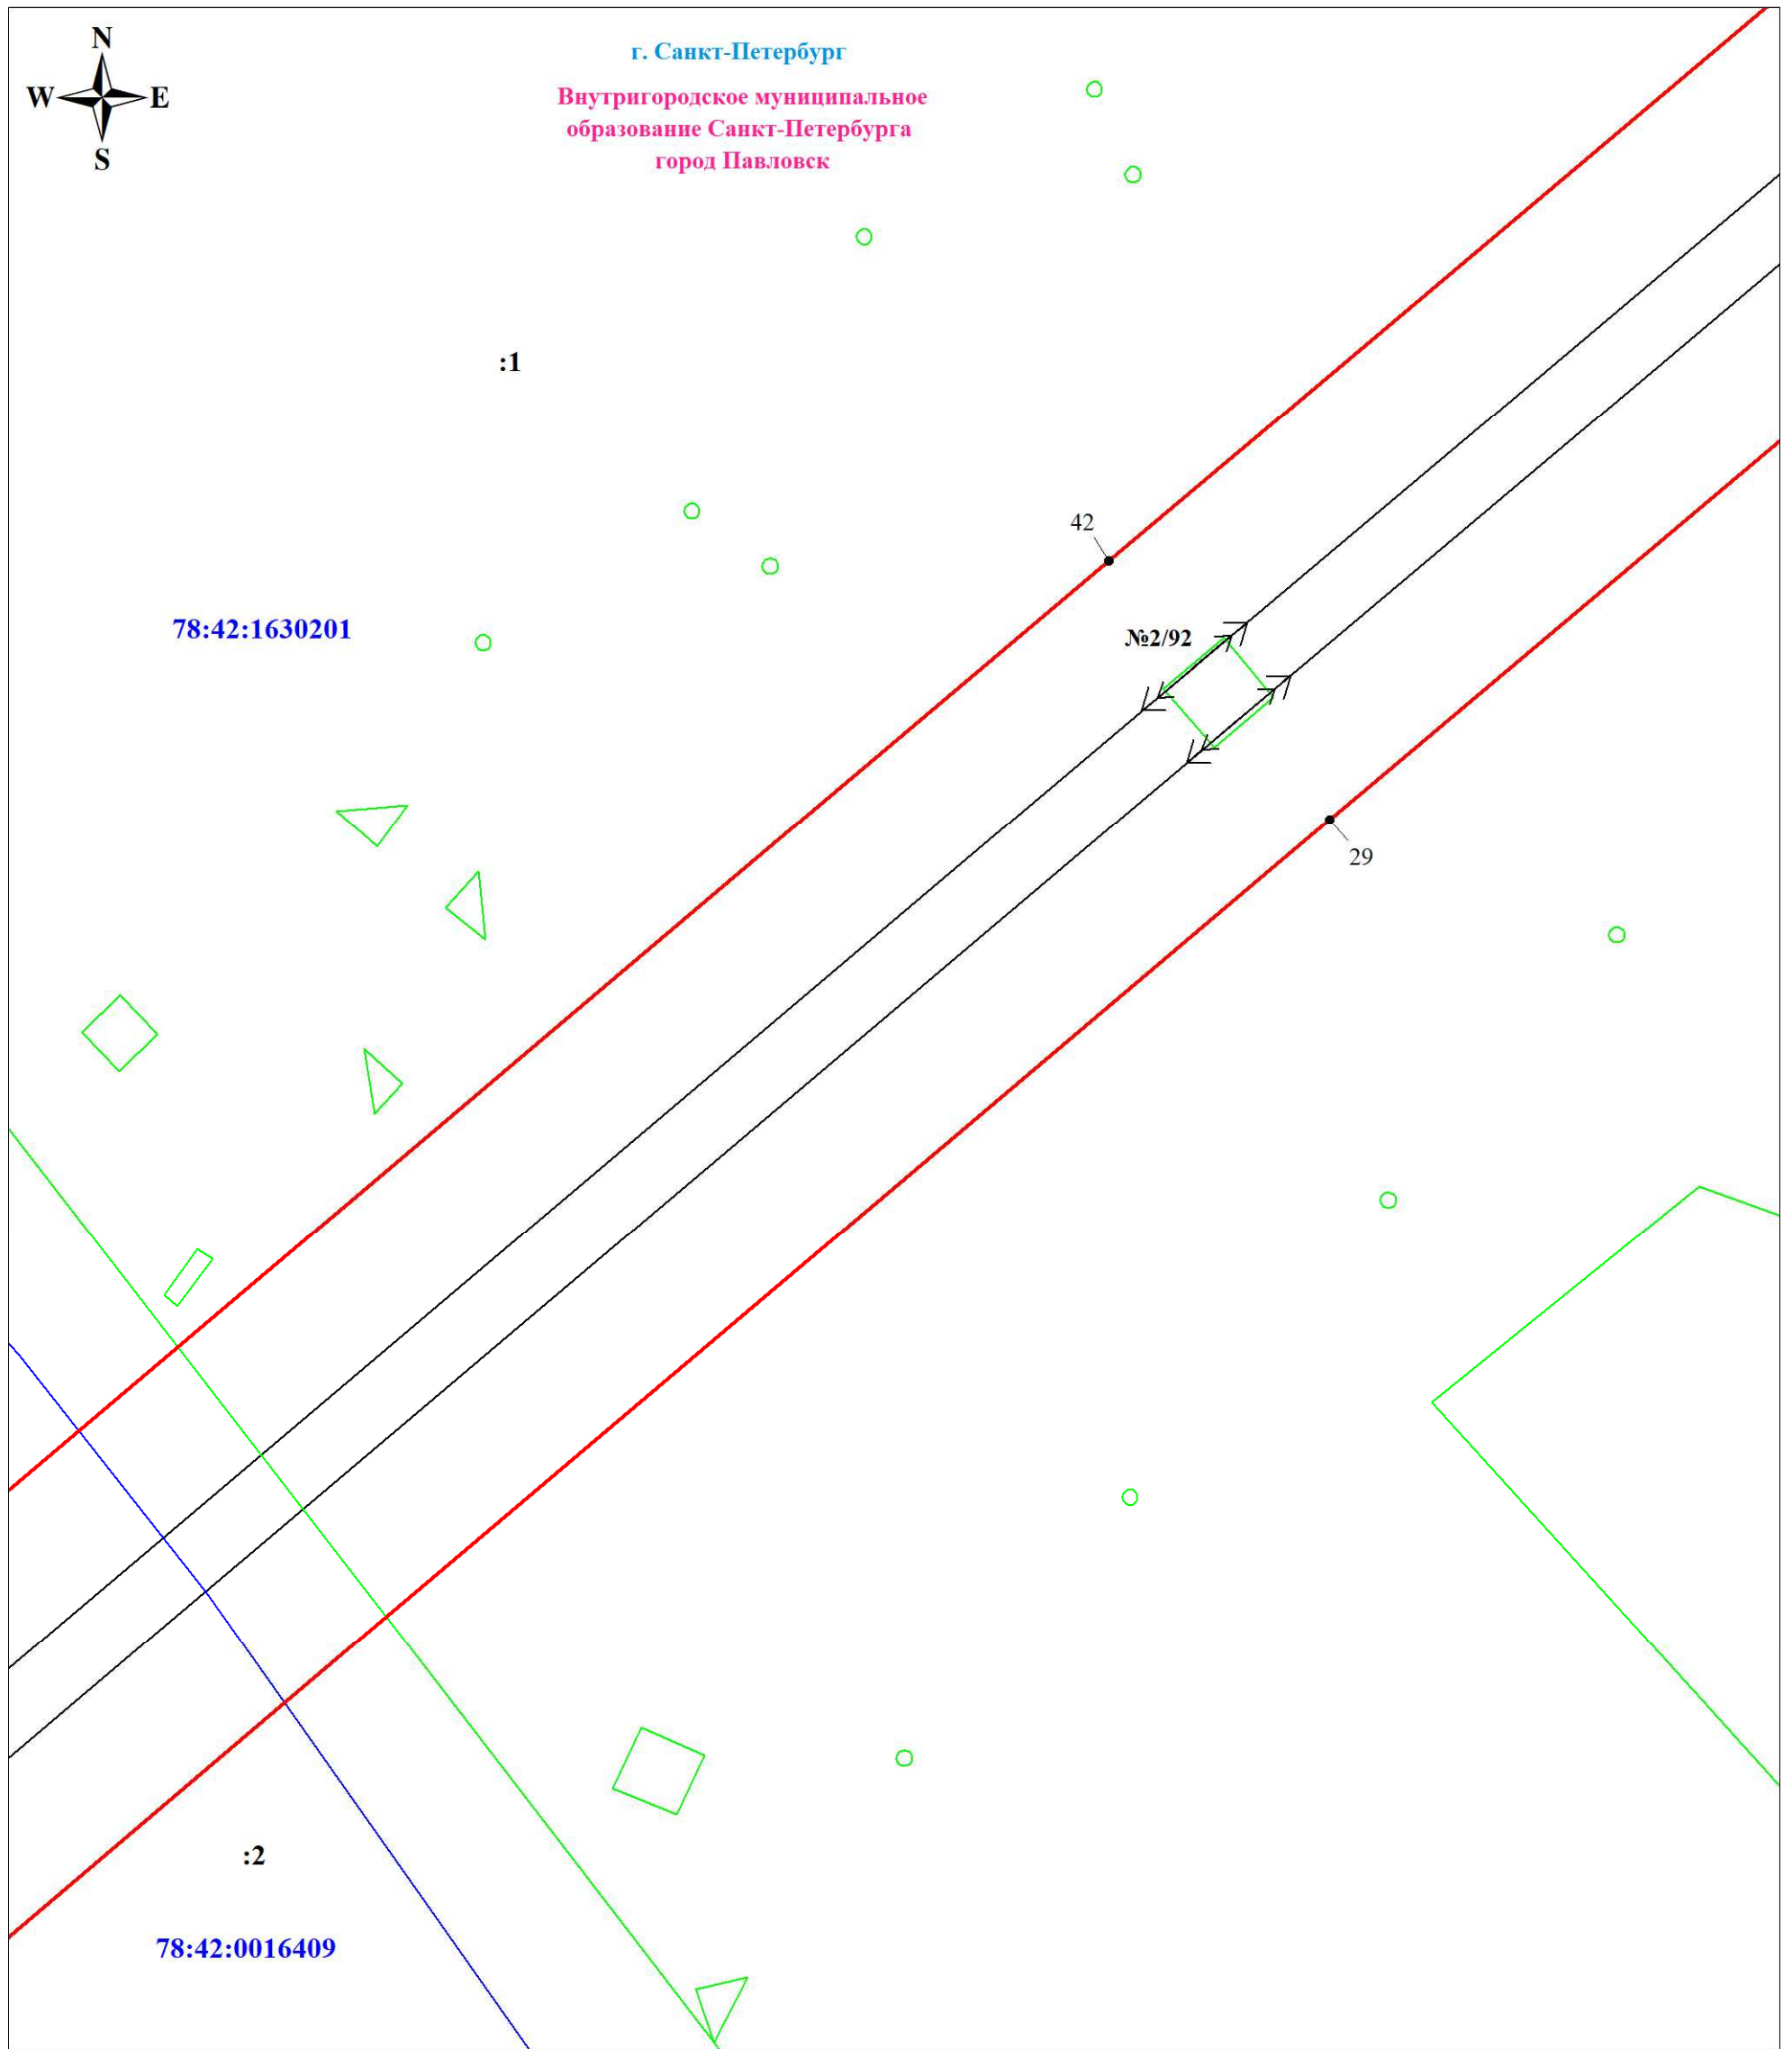 N
W E
S
г. Санкт-Петербург
Внутригородское муниципальное
образование Санкт-Петербурга
город Павловск
:1
42
78:42:1630201
№2/92
29
:2
78:42:0016409